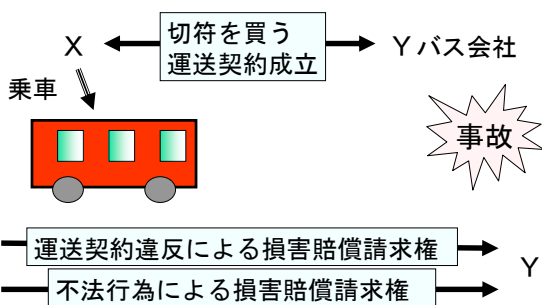 X
切符を買う
運送契約成立
Yバス会社
乗車
事故
運送契約違反による損害賠償請求権
不法行為による損害賠償請求権
Y